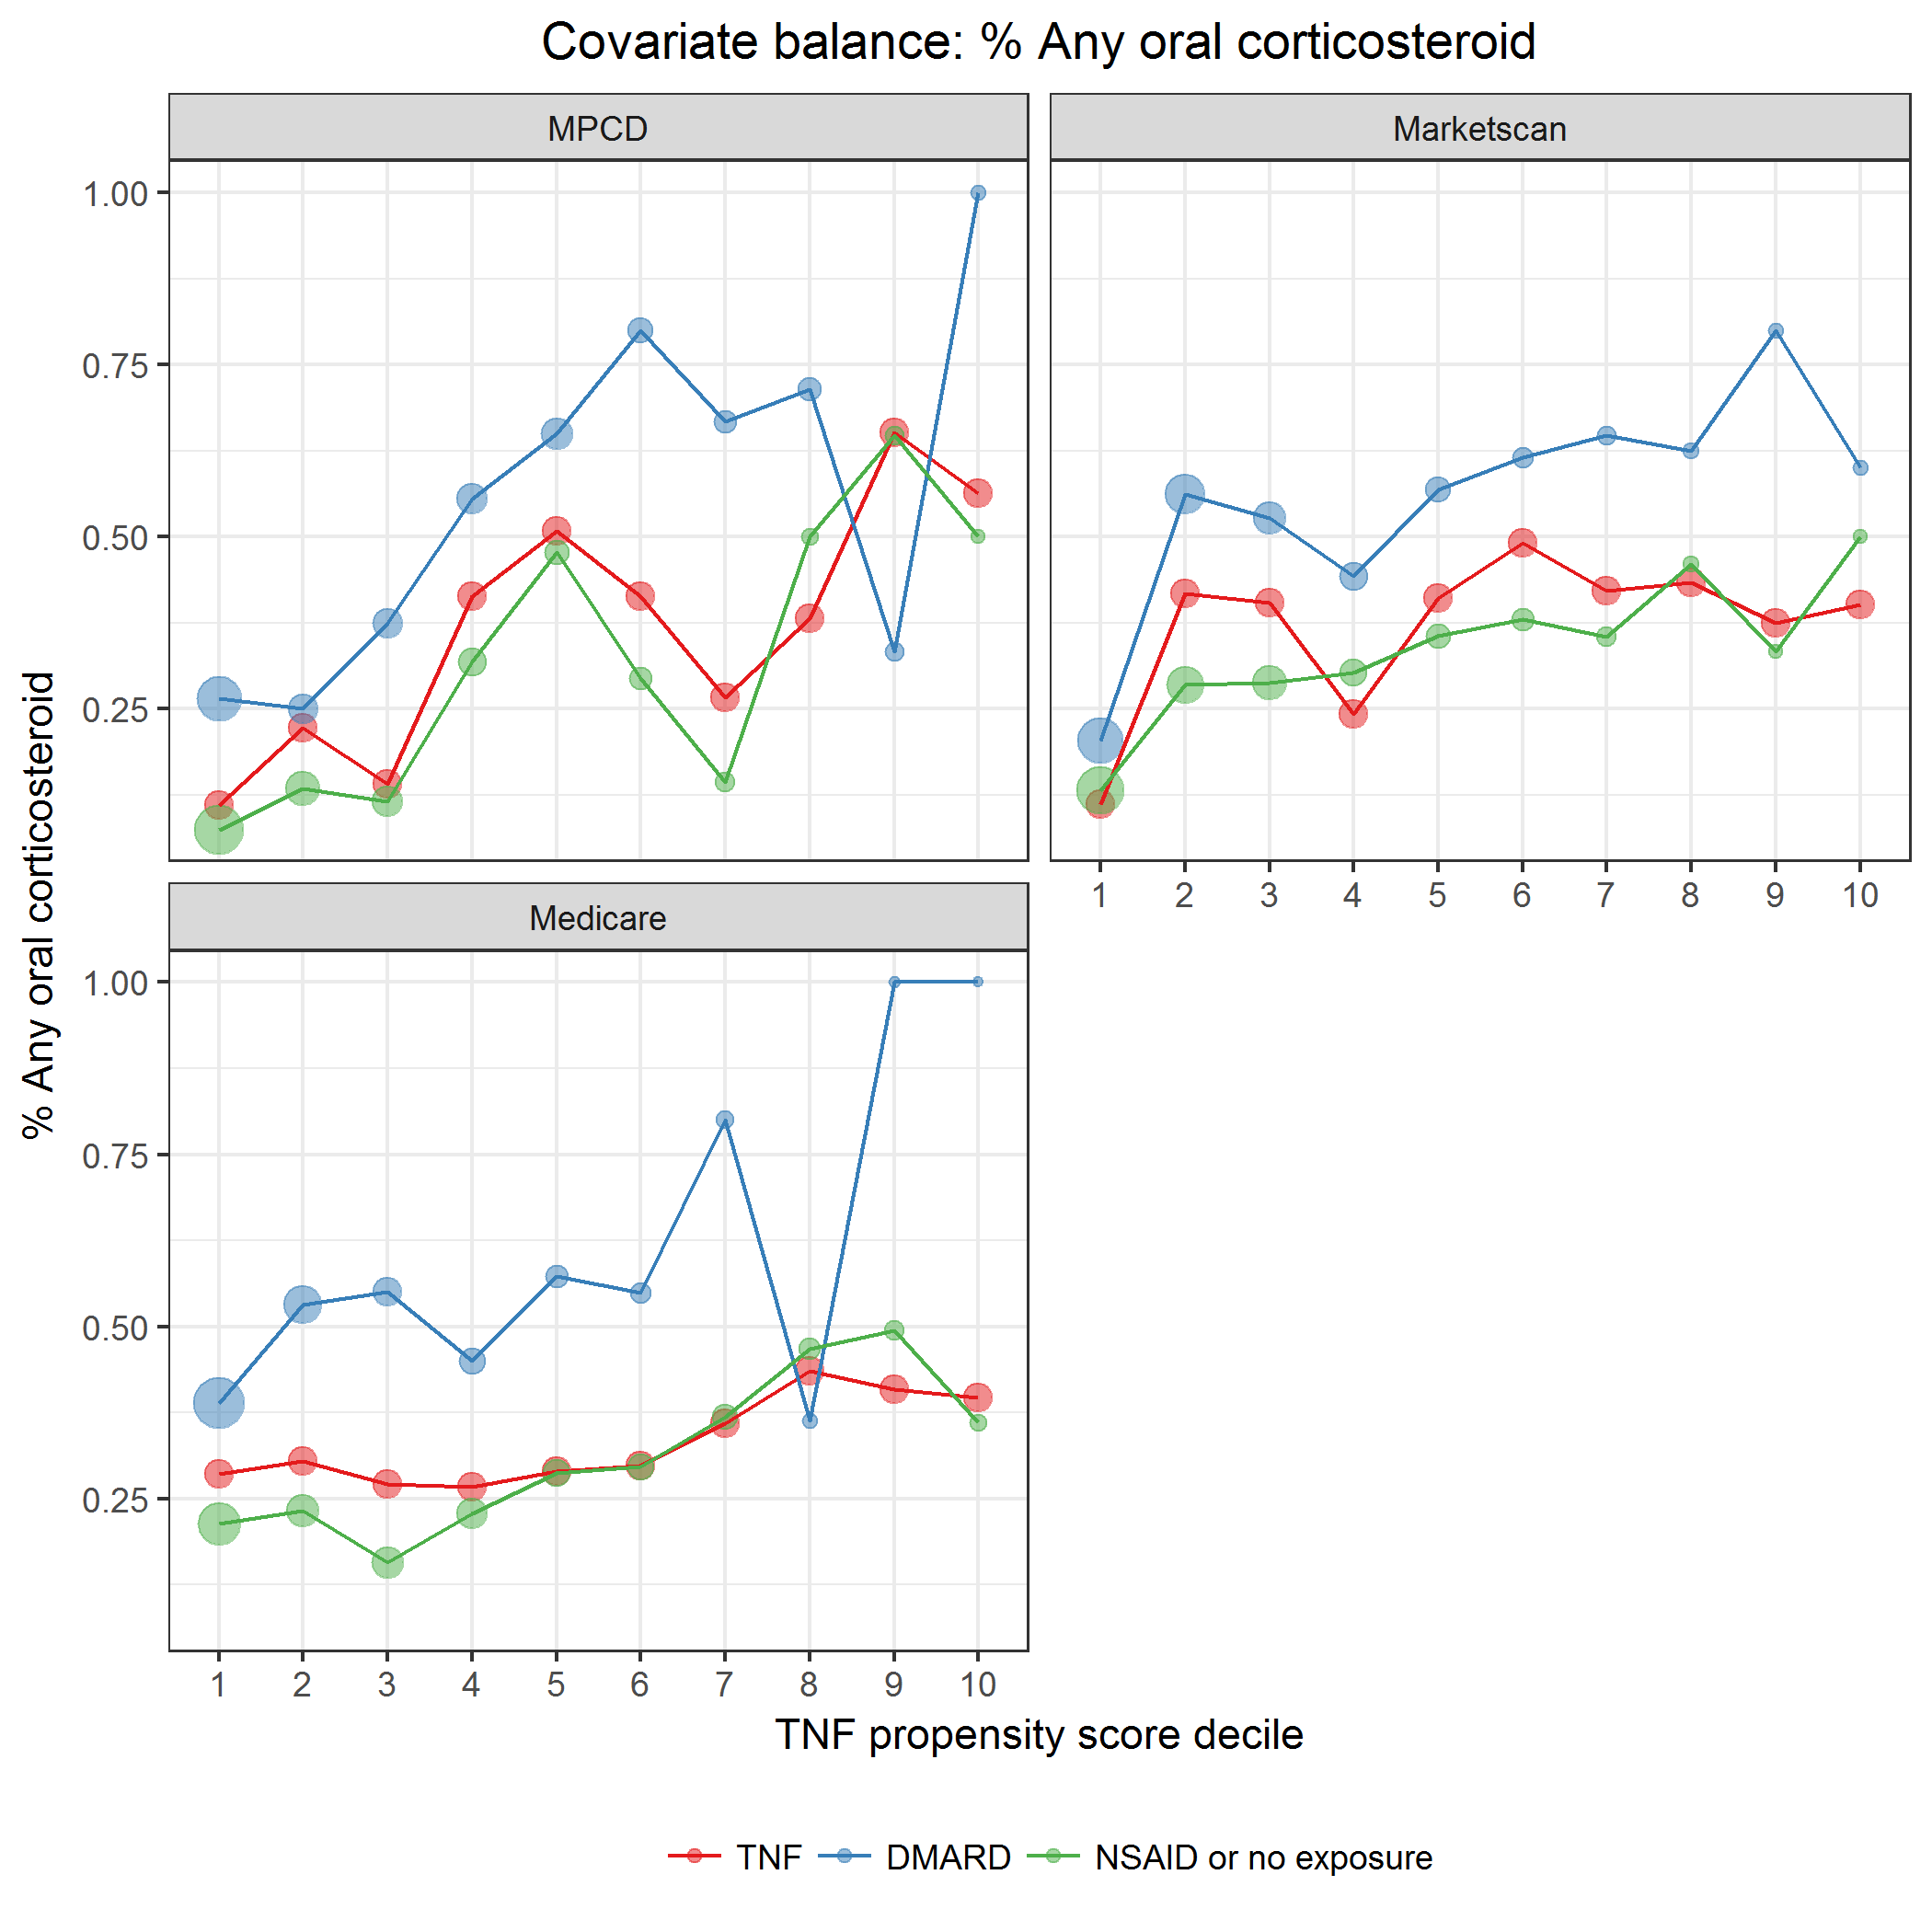 Covariate balance: % Any oral corticosteroid
MPCD
Marketscan
1.00
0.75
0.50
0.25
1 2 3 4 5 6 7 8 9 10
Medicare
1.00
0.75
0.50
0.25
1 2 3 4 5 6 7 8 9 10
% Any oral corticosteroid
TNF propensity score decile
TNF DMARD NSAID or no exposure